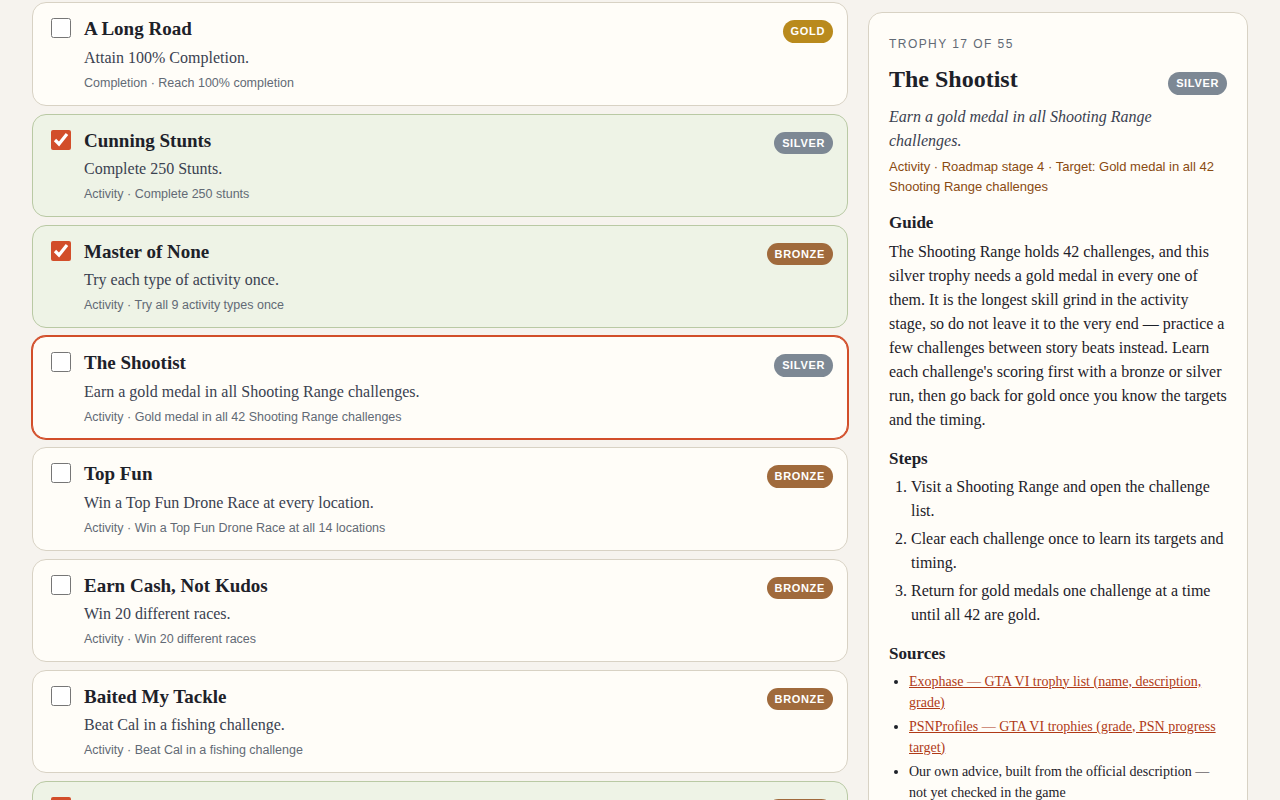 A Long Road
GOLD
Attain 100% Completion.
Completion · Reach 100% completion
Cunning Stunts
SILVER
Complete 250 Stunts.
Activity · Complete 250 stunts
Master of None
BRONZE
Try each type of activity once.
Activity · Try all 9 activity types once
The Shootist
SILVER
Earn a gold medal in all Shooting Range challenges.
Activity · Gold medal in all 42 Shooting Range challenges
Top Fun
BRONZE
Win a Top Fun Drone Race at every location.
Activity · Win a Top Fun Drone Race at all 14 locations
Earn Cash, Not Kudos
BRONZE
Win 20 different races.
Activity · Win 20 different races
Baited My Tackle
BRONZE
Beat Cal in a fishing challenge.
Activity · Beat Cal in a fishing challenge
TROPHY 17 OF 55
The Shootist
SILVER
Earn a gold medal in all Shooting Range
challenges.
Activity · Roadmap stage 4 · Target: Gold medal in all 42
Shooting Range challenges
Guide
The Shooting Range holds 42 challenges, and this
silver trophy needs a gold medal in every one of
them. It is the longest skill grind in the activity
stage, so do not leave it to the very end — practice a
few challenges between story beats instead. Learn
each challenge's scoring first with a bronze or silver
run, then go back for gold once you know the targets
and the timing.
Steps
1. Visit a Shooting Range and open the challenge
list.
2. Clear each challenge once to learn its targets and
timing.
3. Return for gold medals one challenge at a time
until all 42 are gold.
Sources
• Exophase — GTA VI trophy list (name, description,
grade)
• PSNProfiles — GTA VI trophies (grade, PSN progress
target)
• Our own advice, built from the official description —
not yet checked in the game